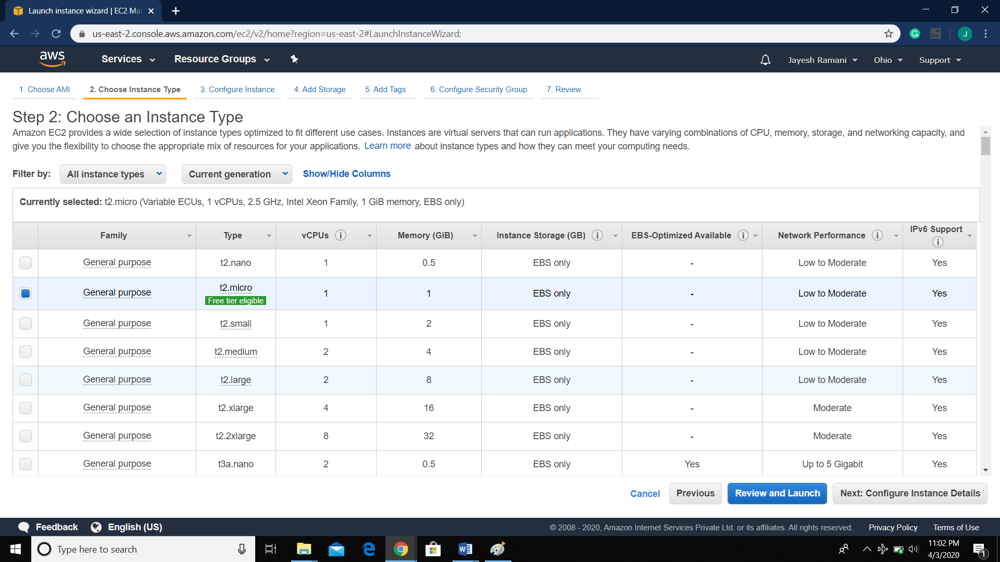 Launch instance wizard | EC2 Mar
us-east-2.console.aws.amazon.com/ec2/v2/home?region=us-east-2#LaunchInstanceWizard:
G
Se
J
aws
Services
Resource Groups
Jayesh Ramani
Ohio
Support
1. Choose AMI
2. Choose Instance Type
3. Configure Instance
4. Add Storage
5. Add Tags
6. Configure Security Group
7. Review
Step 2: Choose an Instance Type
Amazon EC2 provides a wide selection of instance types optimized to fit different use cases. Instances are virtual servers that can run applications. They have varying combinations of CPU, memory, storage, and networking capacity, and
give you the flexibility to choose the appropriate mix of resources for your applications. Learn more about instance types and how they can meet your computing needs.
Filter by: All instance types Current generation Show/Hide Columns
Currently selected: t2.micro (Variable ECUs, 1 vCPUs, 2.5 GHz, Intel Xeon Family, 1 GiB memory, EBS only)
Family Type vCPUs i Memory (GiB) Instance Storage (GB) i EBS-Optimized Available i Network Performance i IPv6 Support i
General purpose t2.nano 1 0.5 EBS only - Low to Moderate Yes
General purpose t2.micro 1 1 EBS only - Low to Moderate Yes
Free tier eligible
General purpose t2.small 1 2 EBS only - Low to Moderate Yes
General purpose t2.medium 2 4 EBS only - Low to Moderate Yes
General purpose t2.large 2 8 EBS only - Low to Moderate Yes
General purpose t2.xlarge 4 16 EBS only - Moderate Yes
General purpose t2.2xlarge 8 32 EBS only - Moderate Yes
General purpose t3a.nano 2 0.5 EBS only Yes Up to 5 Gigabit Yes
Cancel Previous Review and Launch Next: Configure Instance Details
Feedback English (US) © 2008 - 2020, Amazon Internet Services Private Ltd. or its affiliates. All rights reserved. Privacy Policy Terms of Use
Type here to search
W
11:02 PM
4/3/2020
1